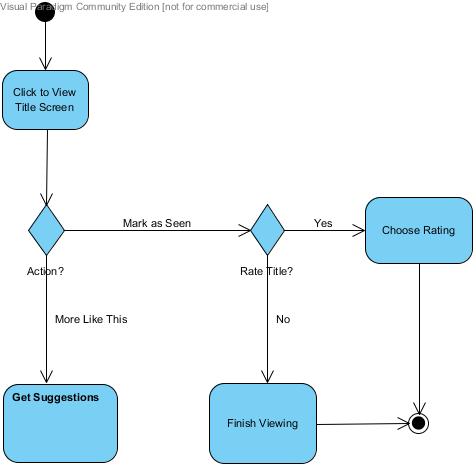 Visual Paradigm Community Edition [not for commercial use]
Click to View
Title Screen
Mark as Seen
Yes
Choose Rating
Action?
Rate Title?
More Like This
No
Get Suggestions
Finish Viewing